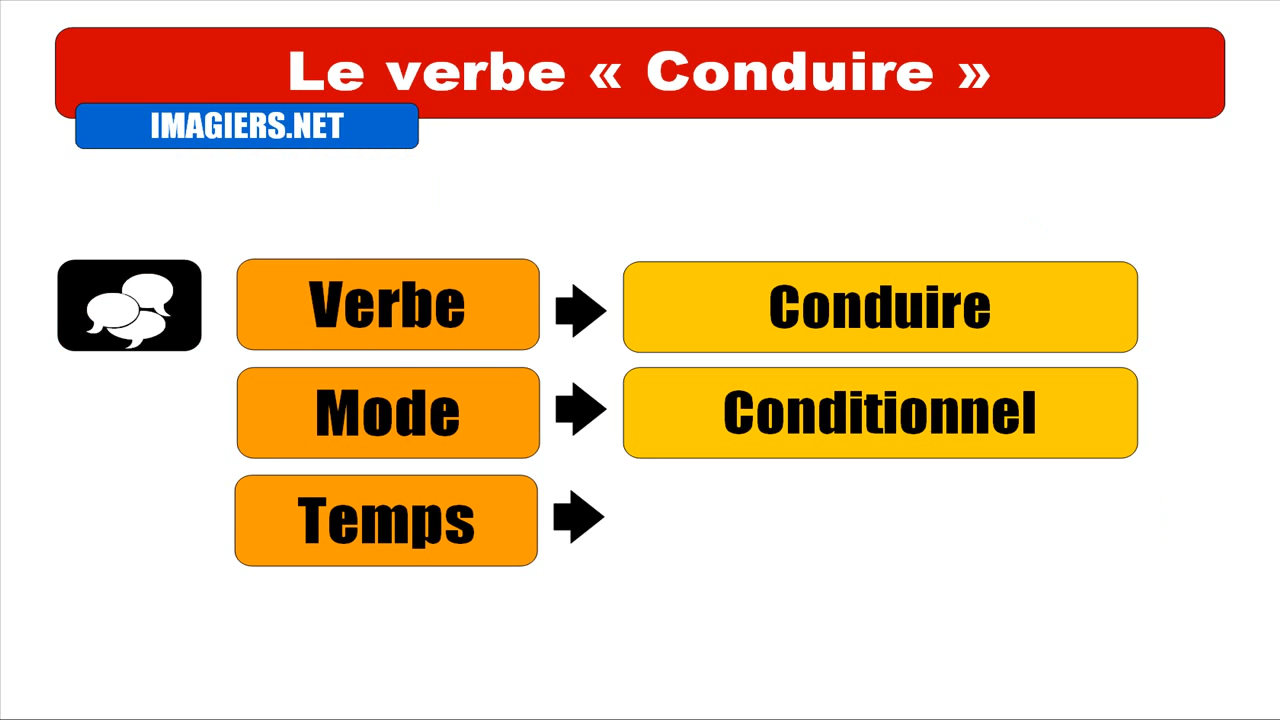 Le verbe « Conduire »
IMAGIERS.NET
Verbe
Conduire
Mode
Conditionnel
Temps